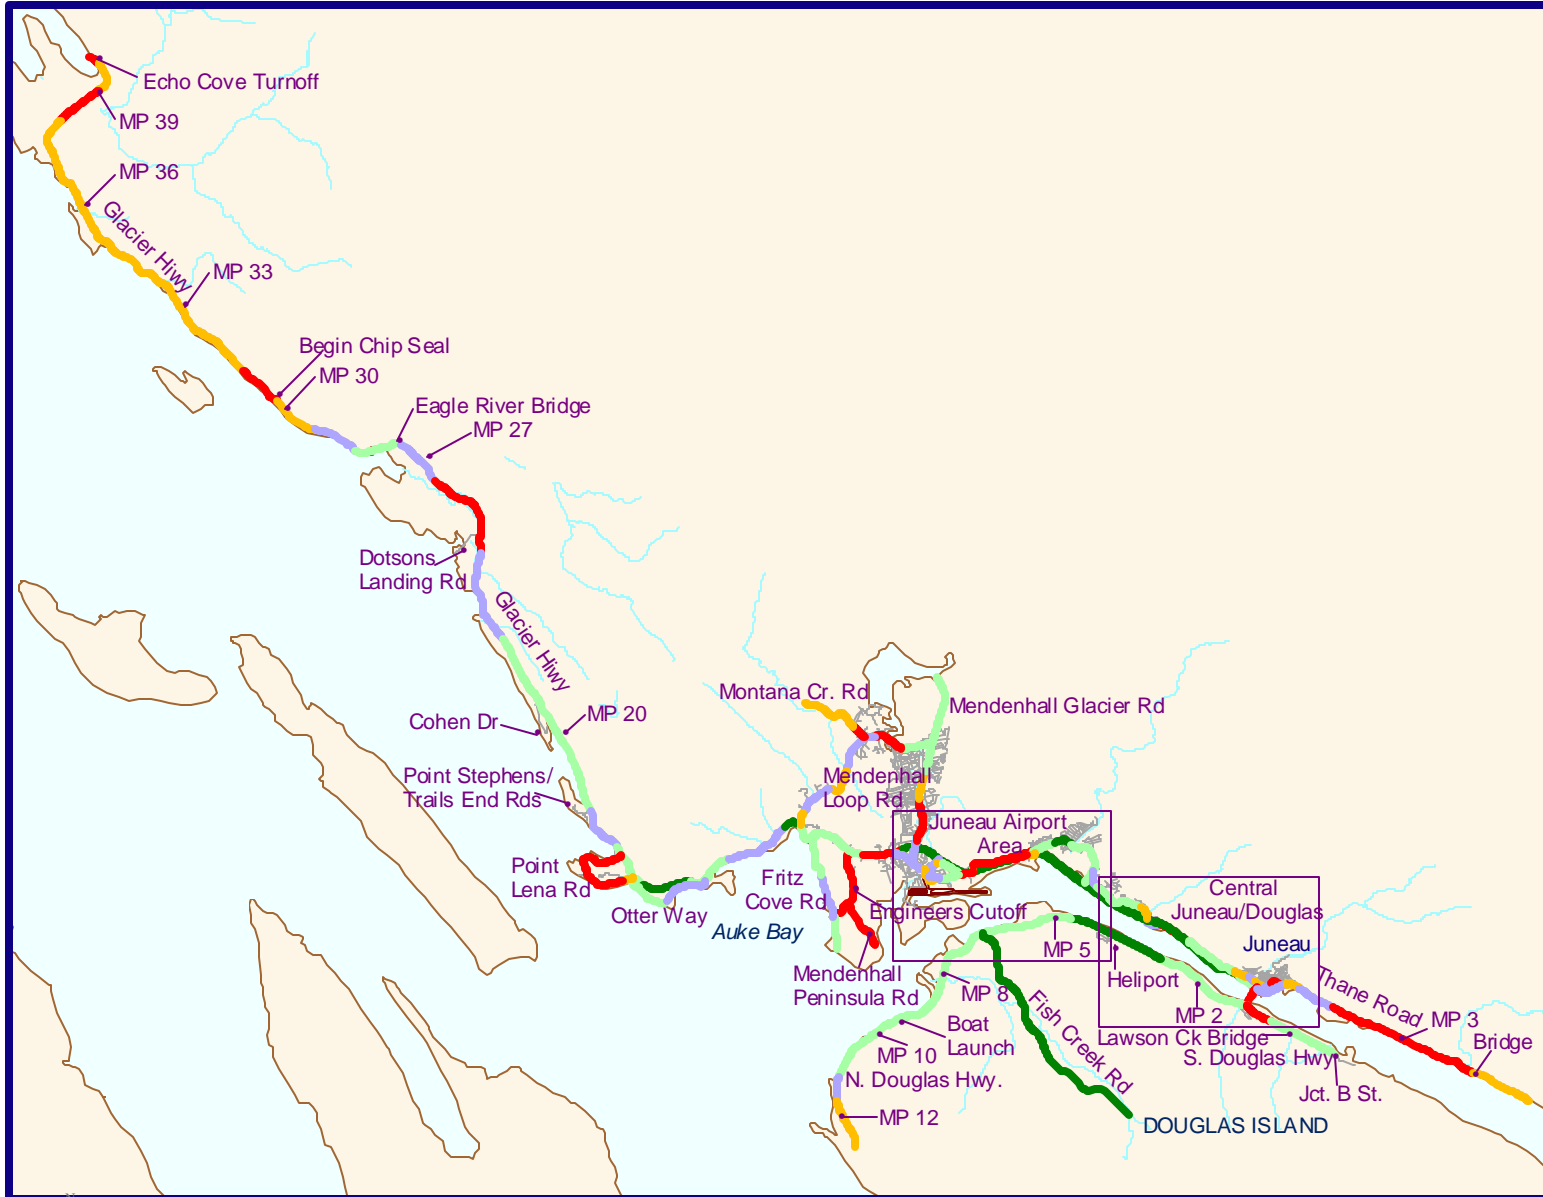 Echo Cove Turnoff
MP 39
MP 36
Glacier Hiwy
MP 33
Begin Chip Seal
MP 30
Eagle River Bridge
MP 27
Dotsons
Landing Rd
Glacier Hiwy
Cohen Dr
MP 20
Montana Cr. Rd
Mendenhall Glacier Rd
Point Stephens/
Trails End Rds
Mendenhall
Loop Rd
Juneau Airport
Area
Point
Lena Rd
Otter Way
Fritz
Cove Rd
Auke Bay
Engineers Cutoff
Central
Juneau/Douglas
Juneau
MP 5
Heliport
Mendenhall
Peninsula Rd
MP 8
Fish Creek Rd
MP 2
Thane Road
MP 3
Bridge
Boat
Launch
MP 10
Lawson Ck Bridge
S. Douglas Hwy
N. Douglas Hwy.
Jct. B St.
MP 12
DOUGLAS ISLAND